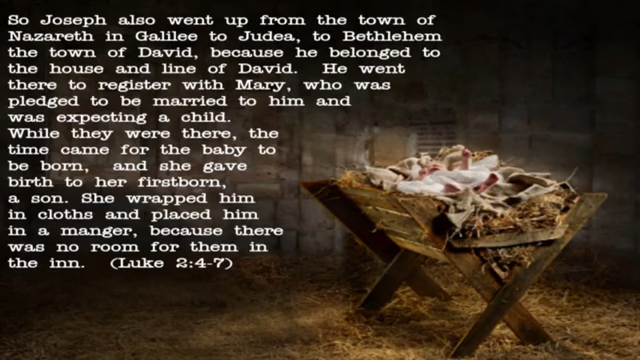 So Joseph also went up from the town of
Nazareth in Galilee to Judea, to Bethlehem
the town of David, because he belonged to
the house and line of David. He went
there to register with Mary, who was
pledged to be married to him and
was expecting a child.
While they were there, the
time came for the baby to
be born, and she gave
birth to her firstborn,
a son. She wrapped him
in cloths and placed him
in a manger, because there
was no room for them in
the inn. (Luke 2:4-7)